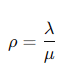 ρ = λ/μ